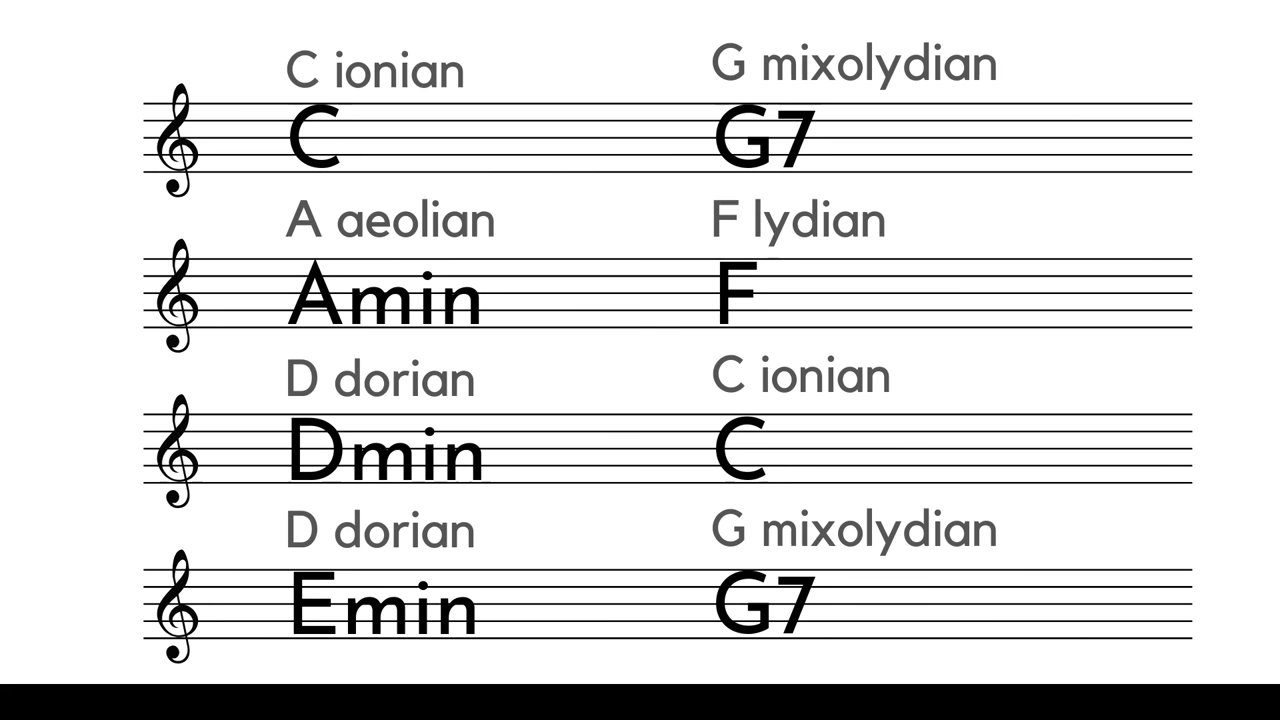 C ionian G mixolydian
C G7
A aeolian F lydian
Amin F
D dorian C ionian
Dmin C
D dorian G mixolydian
Emin G7